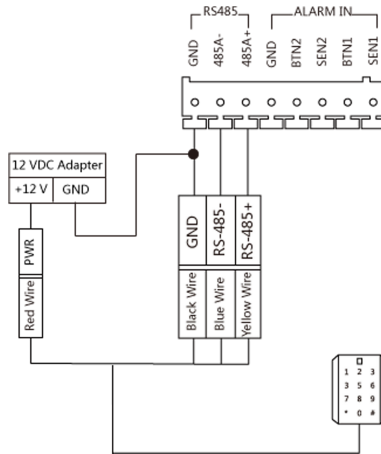 RS485 ALARM IN
GND 485A- 485A+ GND BTN2 SEN2 BTN1 SEN1
12 VDC Adapter
+12 V GND
PWR
Red Wire
GND RS-485- RS-485+
Black Wire Blue Wire Yellow Wire
1 2 3
3 5 6
7 8 9
* 0 #